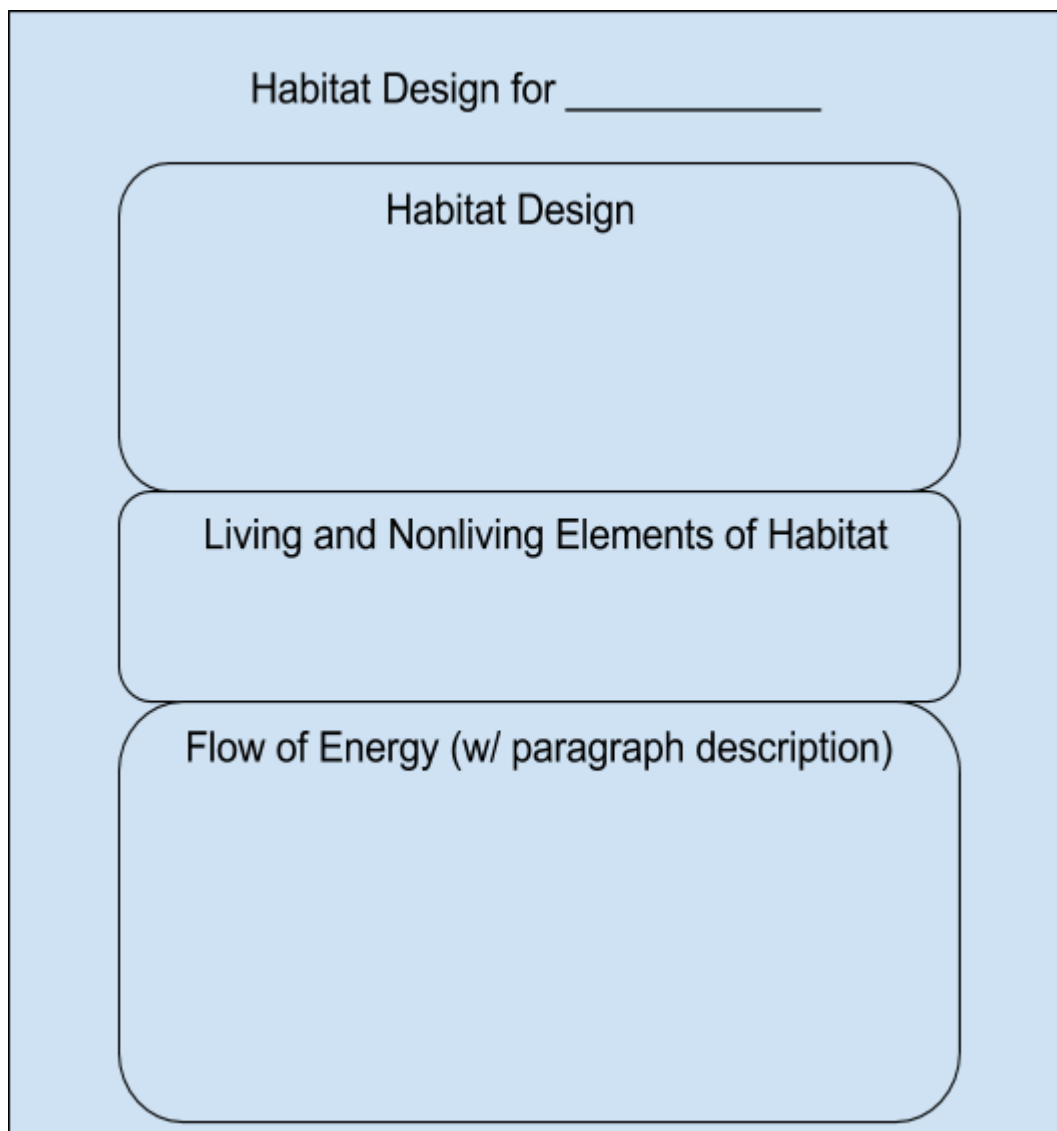 Habitat Design for ____________
Habitat Design
Living and Nonliving Elements of Habitat
Flow of Energy (w/ paragraph description)